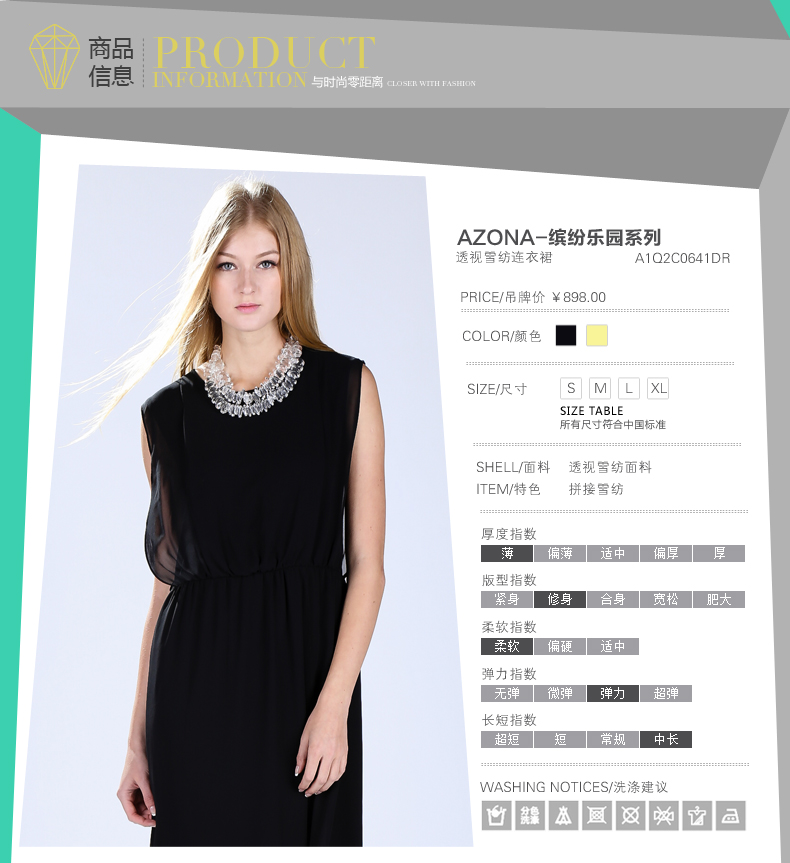 商品
信息
PRODUCT
INFORMATION 与时尚零距离 CLOSER WITH FASHION
AZONA-缤纷乐园系列
透视雪纺连衣裙 A1Q2C0641DR
PRICE/吊牌价 ￥898.00
COLOR/颜色
SIZE/尺寸 S M L XL
SIZE TABLE
所有尺寸符合中国标准
SHELL/面料 透视雪纺面料
ITEM/特色 拼接雪纺
厚度指数
薄 偏薄 适中 偏厚 厚
版型指数
紧身 修身 合身 宽松 肥大
柔软指数
柔软 偏硬 适中
弹力指数
无弹 微弹 弹力 超弹
长短指数
超短 短 常规 中长
WASHING NOTICES/洗涤建议
分色
洗涤